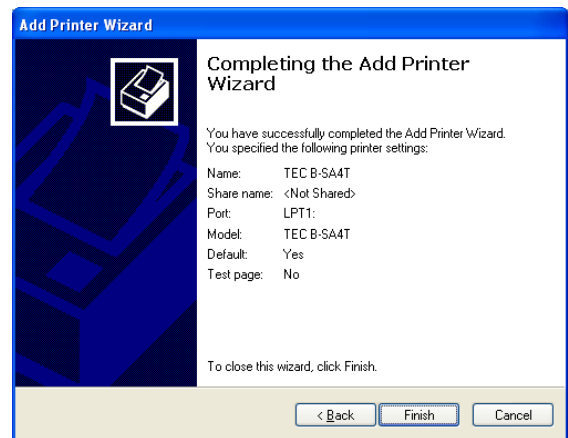 Add Printer Wizard
Completing the Add Printer
Wizard
You have successfully completed the Add Printer Wizard.
You specified the following printer settings:
Name: TEC B-SA4T
Share name: <Not Shared>
Port: LPT1:
Model: TEC B-SA4T
Default: Yes
Test page: No
To close this wizard, click Finish.
< Back Finish Cancel